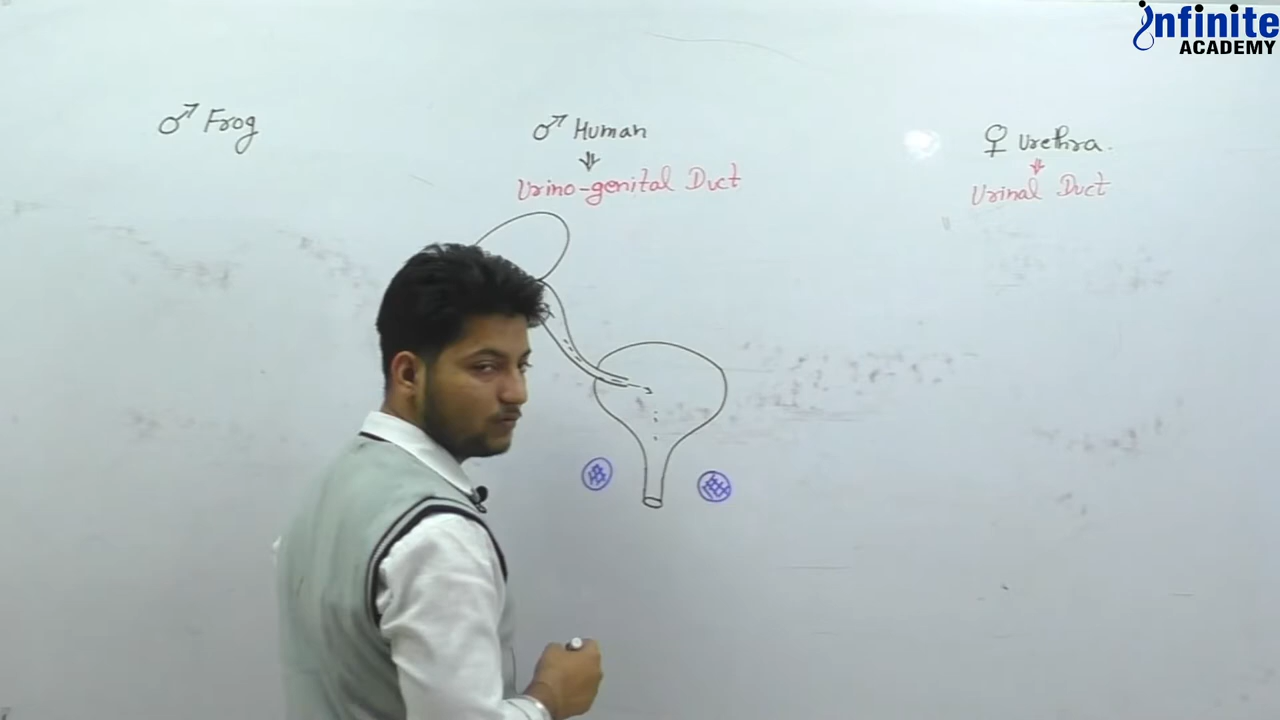 infinite
ACADEMY
♂ Frog
♂ Human
⇓
Urino-genital Duct
♀ Urethra.
↓
Urinal Duct